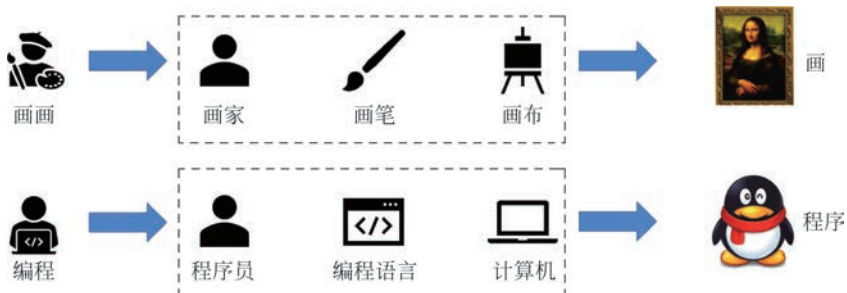 画
画画 画家 画笔 画布
</>
程序
</>
编程 程序员 编程语言 计算机